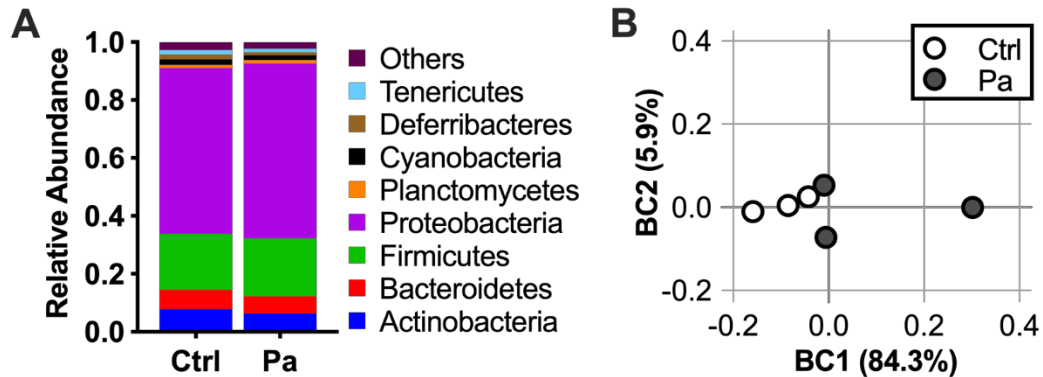 A
Relative Abundance
1.0
0.8
0.6
0.4
0.2
0.0
Ctrl Pa
Others
Tenericutes
Deferribacteres
Cyanobacteria
Planctomycetes
Proteobacteria
Firmicutes
Bacteroidetes
Actinobacteria
B
BC2 (5.9%)
0.4
0.2
0.0
-0.2
Ctrl
Pa
-0.2 0.0 0.2 0.4
BC1 (84.3%)